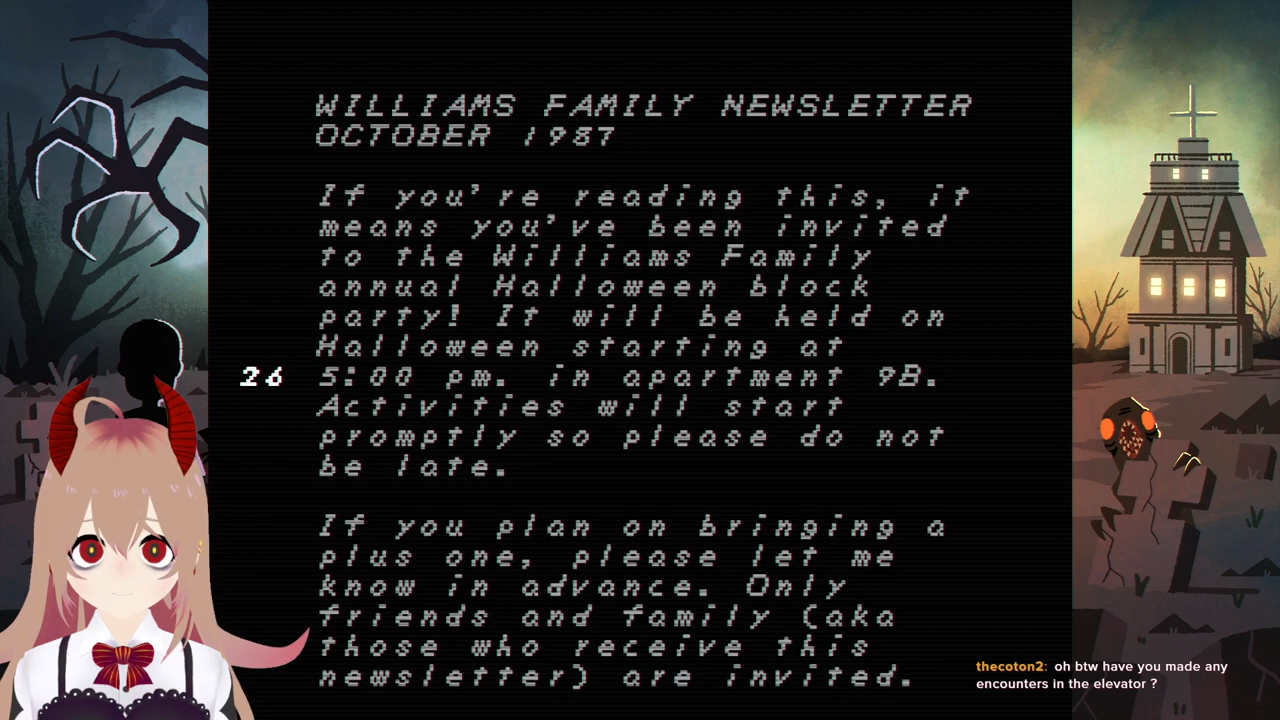 WILLIAMS FAMILY NEWSLETTER
OCTOBER 1987
If you're reading this, it
means you've been invited
to the Williams Family
annual Halloween block
party! It will be held on
Halloween starting at
26 5:00 pm. in apartment 9B.
Activities will start
promptly so please do not
be late.
If you plan on bringing a
plus one, please let me
know in advance. Only
friends and family (aka
those who receive this
newsletter) are invited.
thecoton2: oh btw have you made any
encounters in the elevator ?